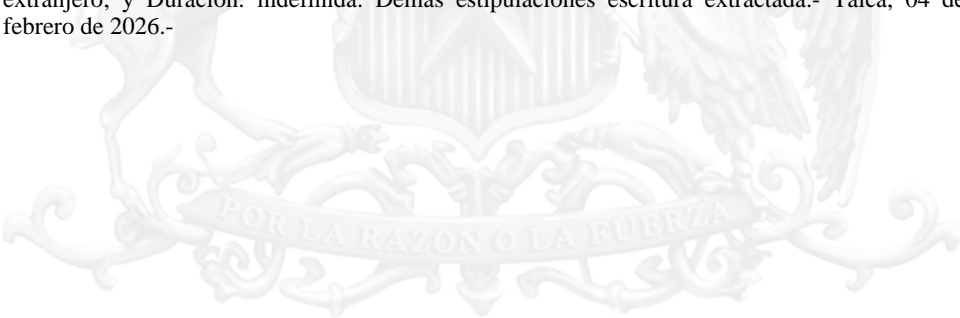 extranjero; y Duración: Indefinida. Demás estipulaciones escritura extractada.- Talca, 04 de
febrero de 2026.-
POR LA RAZON O LA FUERZA